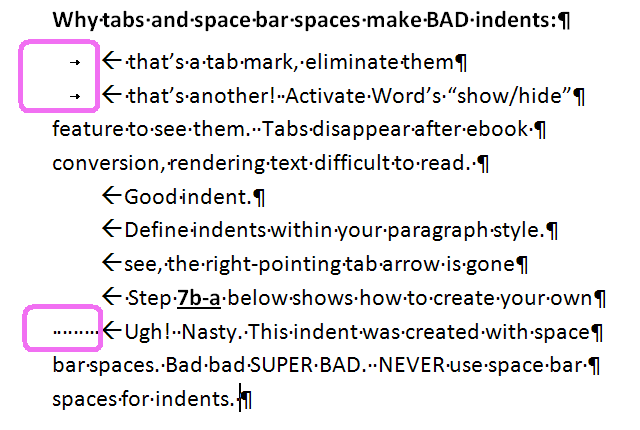 Why tabs and space bar spaces make BAD indents:¶
→ ← that’s a tab mark, eliminate them¶
→ ← that’s another!  Activate Word’s “show/hide”¶
feature to see them.  Tabs disappear after ebook ¶
conversion, rendering text difficult to read. ¶
←Good indent.¶
←Define indents within your paragraph style.¶
←see, the right-pointing tab arrow is gone¶
← Step 7b-a below shows how to create your own¶
·········←Ugh!  Nasty. This indent was created with space¶
bar spaces. Bad bad SUPER BAD.  NEVER use space bar ¶
spaces for indents. ¶